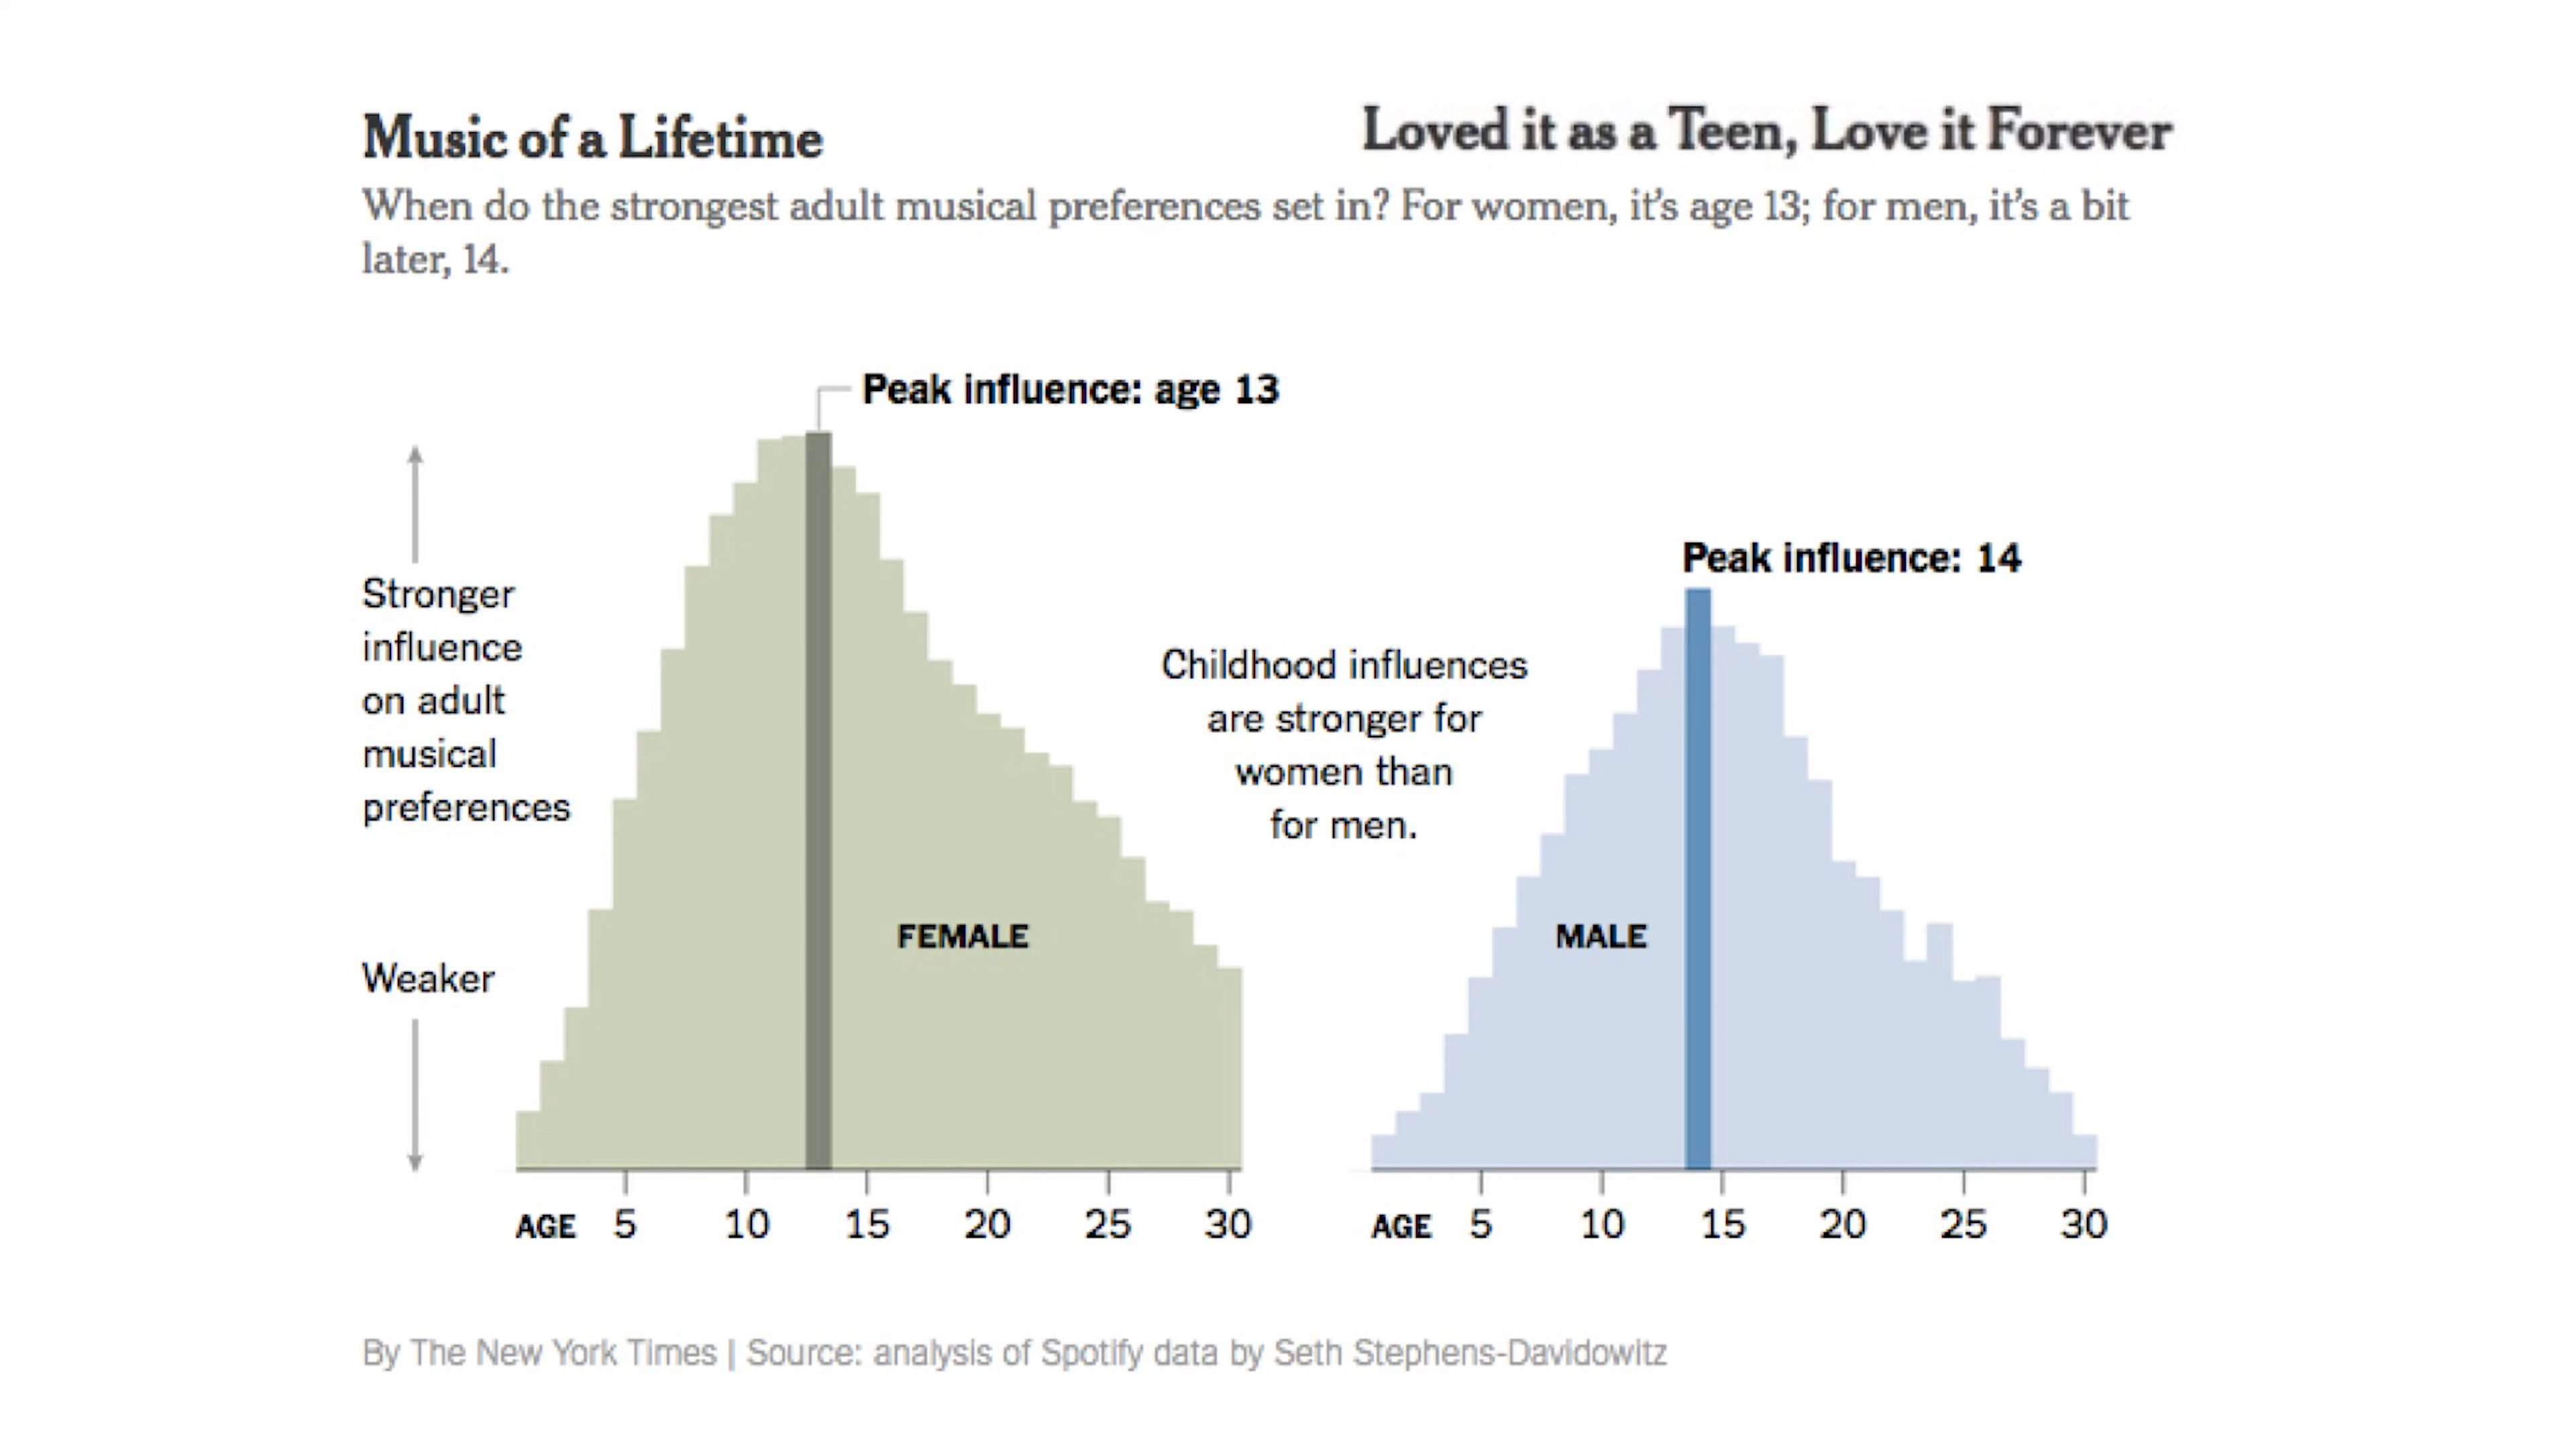 Music of a Lifetime
Loved it as a Teen, Love it Forever
When do the strongest adult musical preferences set in? For women, it's age 13; for men, it's a bit
later, 14.
Peak influence: age 13
Stronger
influence
on adult
musical
preferences
Weaker
FEMALE
AGE 5 10 15 20 25 30
Childhood influences
are stronger for
women than
for men.
Peak influence: 14
MALE
AGE 5 10 15 20 25 30
By The New York Times | Source: analysis of Spotify data by Seth Stephens-Davidowitz